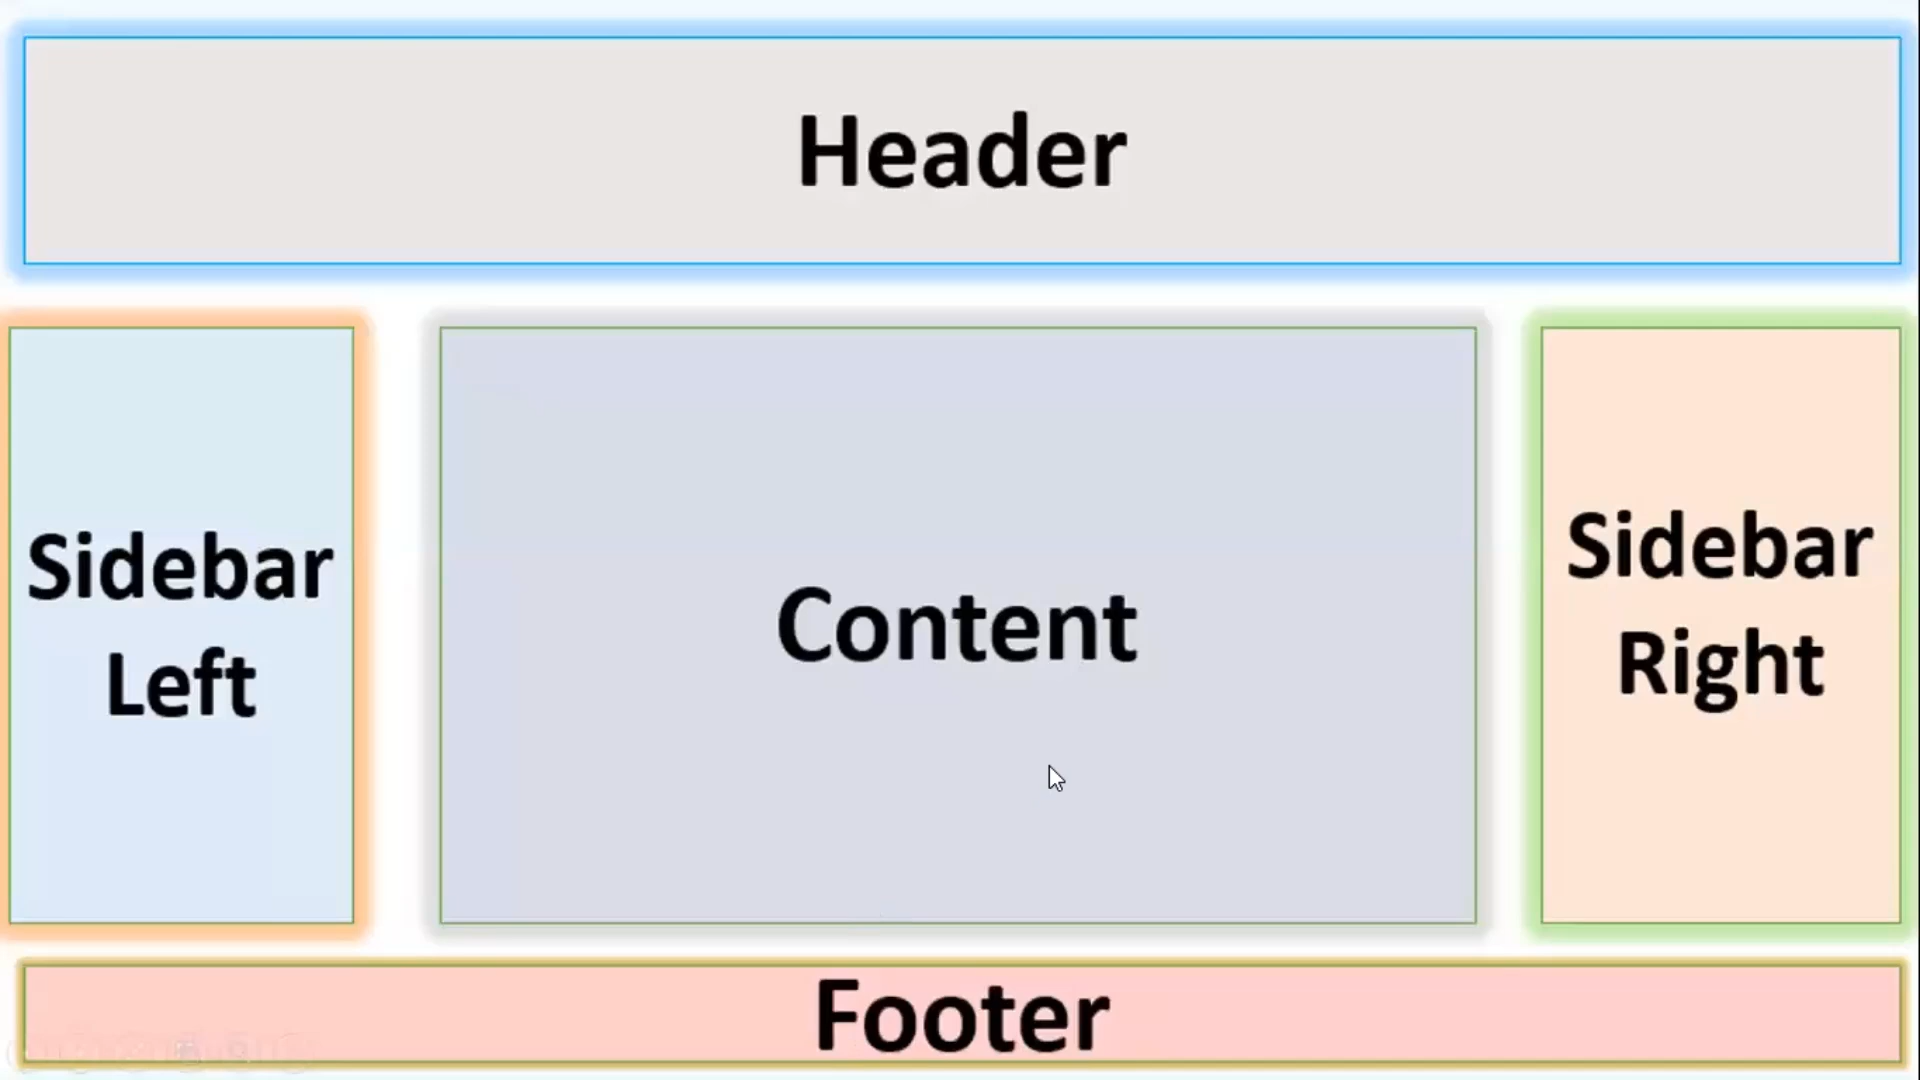 Header
Sidebar
Left
Content
Sidebar
Right
Footer